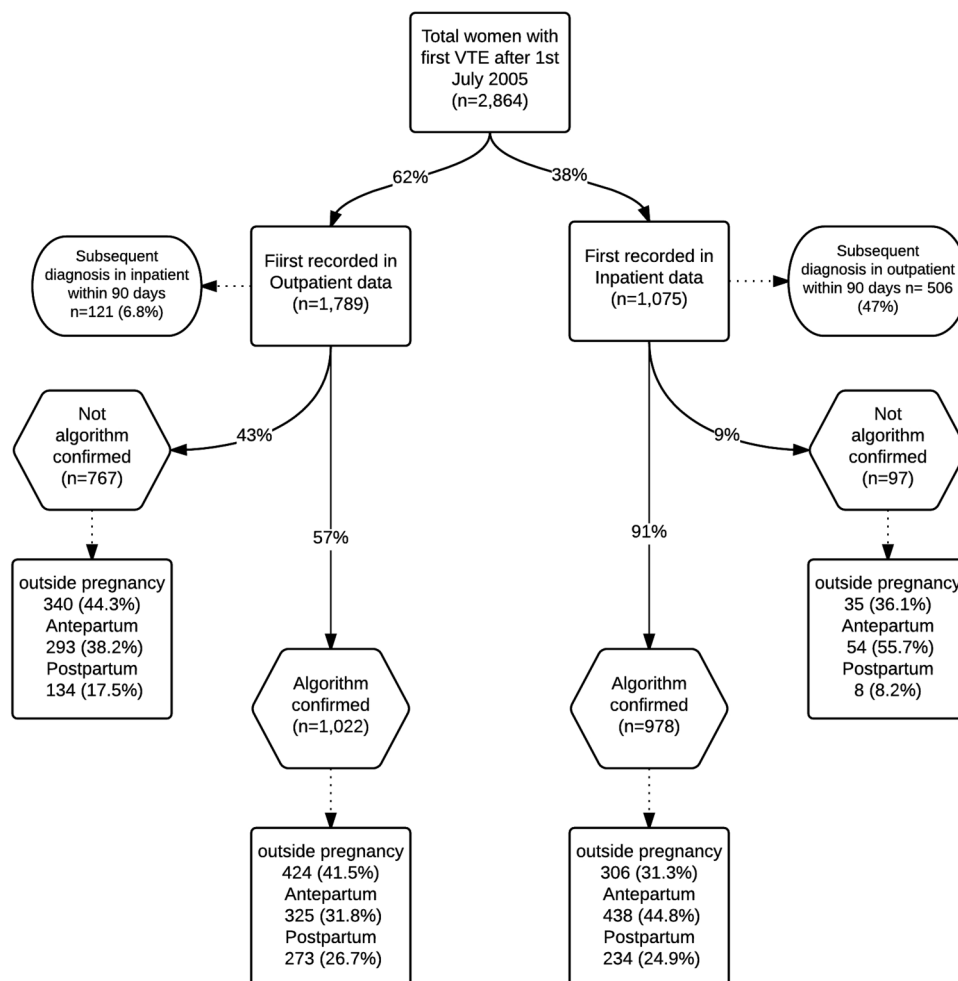 Total women with
first VTE after 1st
July 2005
(n=2,864)
62%
38%
Subsequent
diagnosis in inpatient
within 90 days
n=121 (6.8%)
Fiirst recorded in
Outpatient data
(n=1,789)
First recorded in
Inpatient data
(n=1,075)
Subsequent
diagnosis in outpatient
within 90 days n= 506
(47%)
Not
algorithm
confirmed
(n=767)
43%
9%
Not
algorithm
confirmed
(n=97)
57%
91%
outside pregnancy
340 (44.3%)
Antepartum
293 (38.2%)
Postpartum
134 (17.5%)
outside pregnancy
35 (36.1%)
Antepartum
54 (55.7%)
Postpartum
8 (8.2%)
Algorithm
confirmed
(n=1,022)
Algorithm
confirmed
(n=978)
outside pregnancy
424 (41.5%)
Antepartum
325 (31.8%)
Postpartum
273 (26.7%)
outside pregnancy
306 (31.3%)
Antepartum
438 (44.8%)
Postpartum
234 (24.9%)